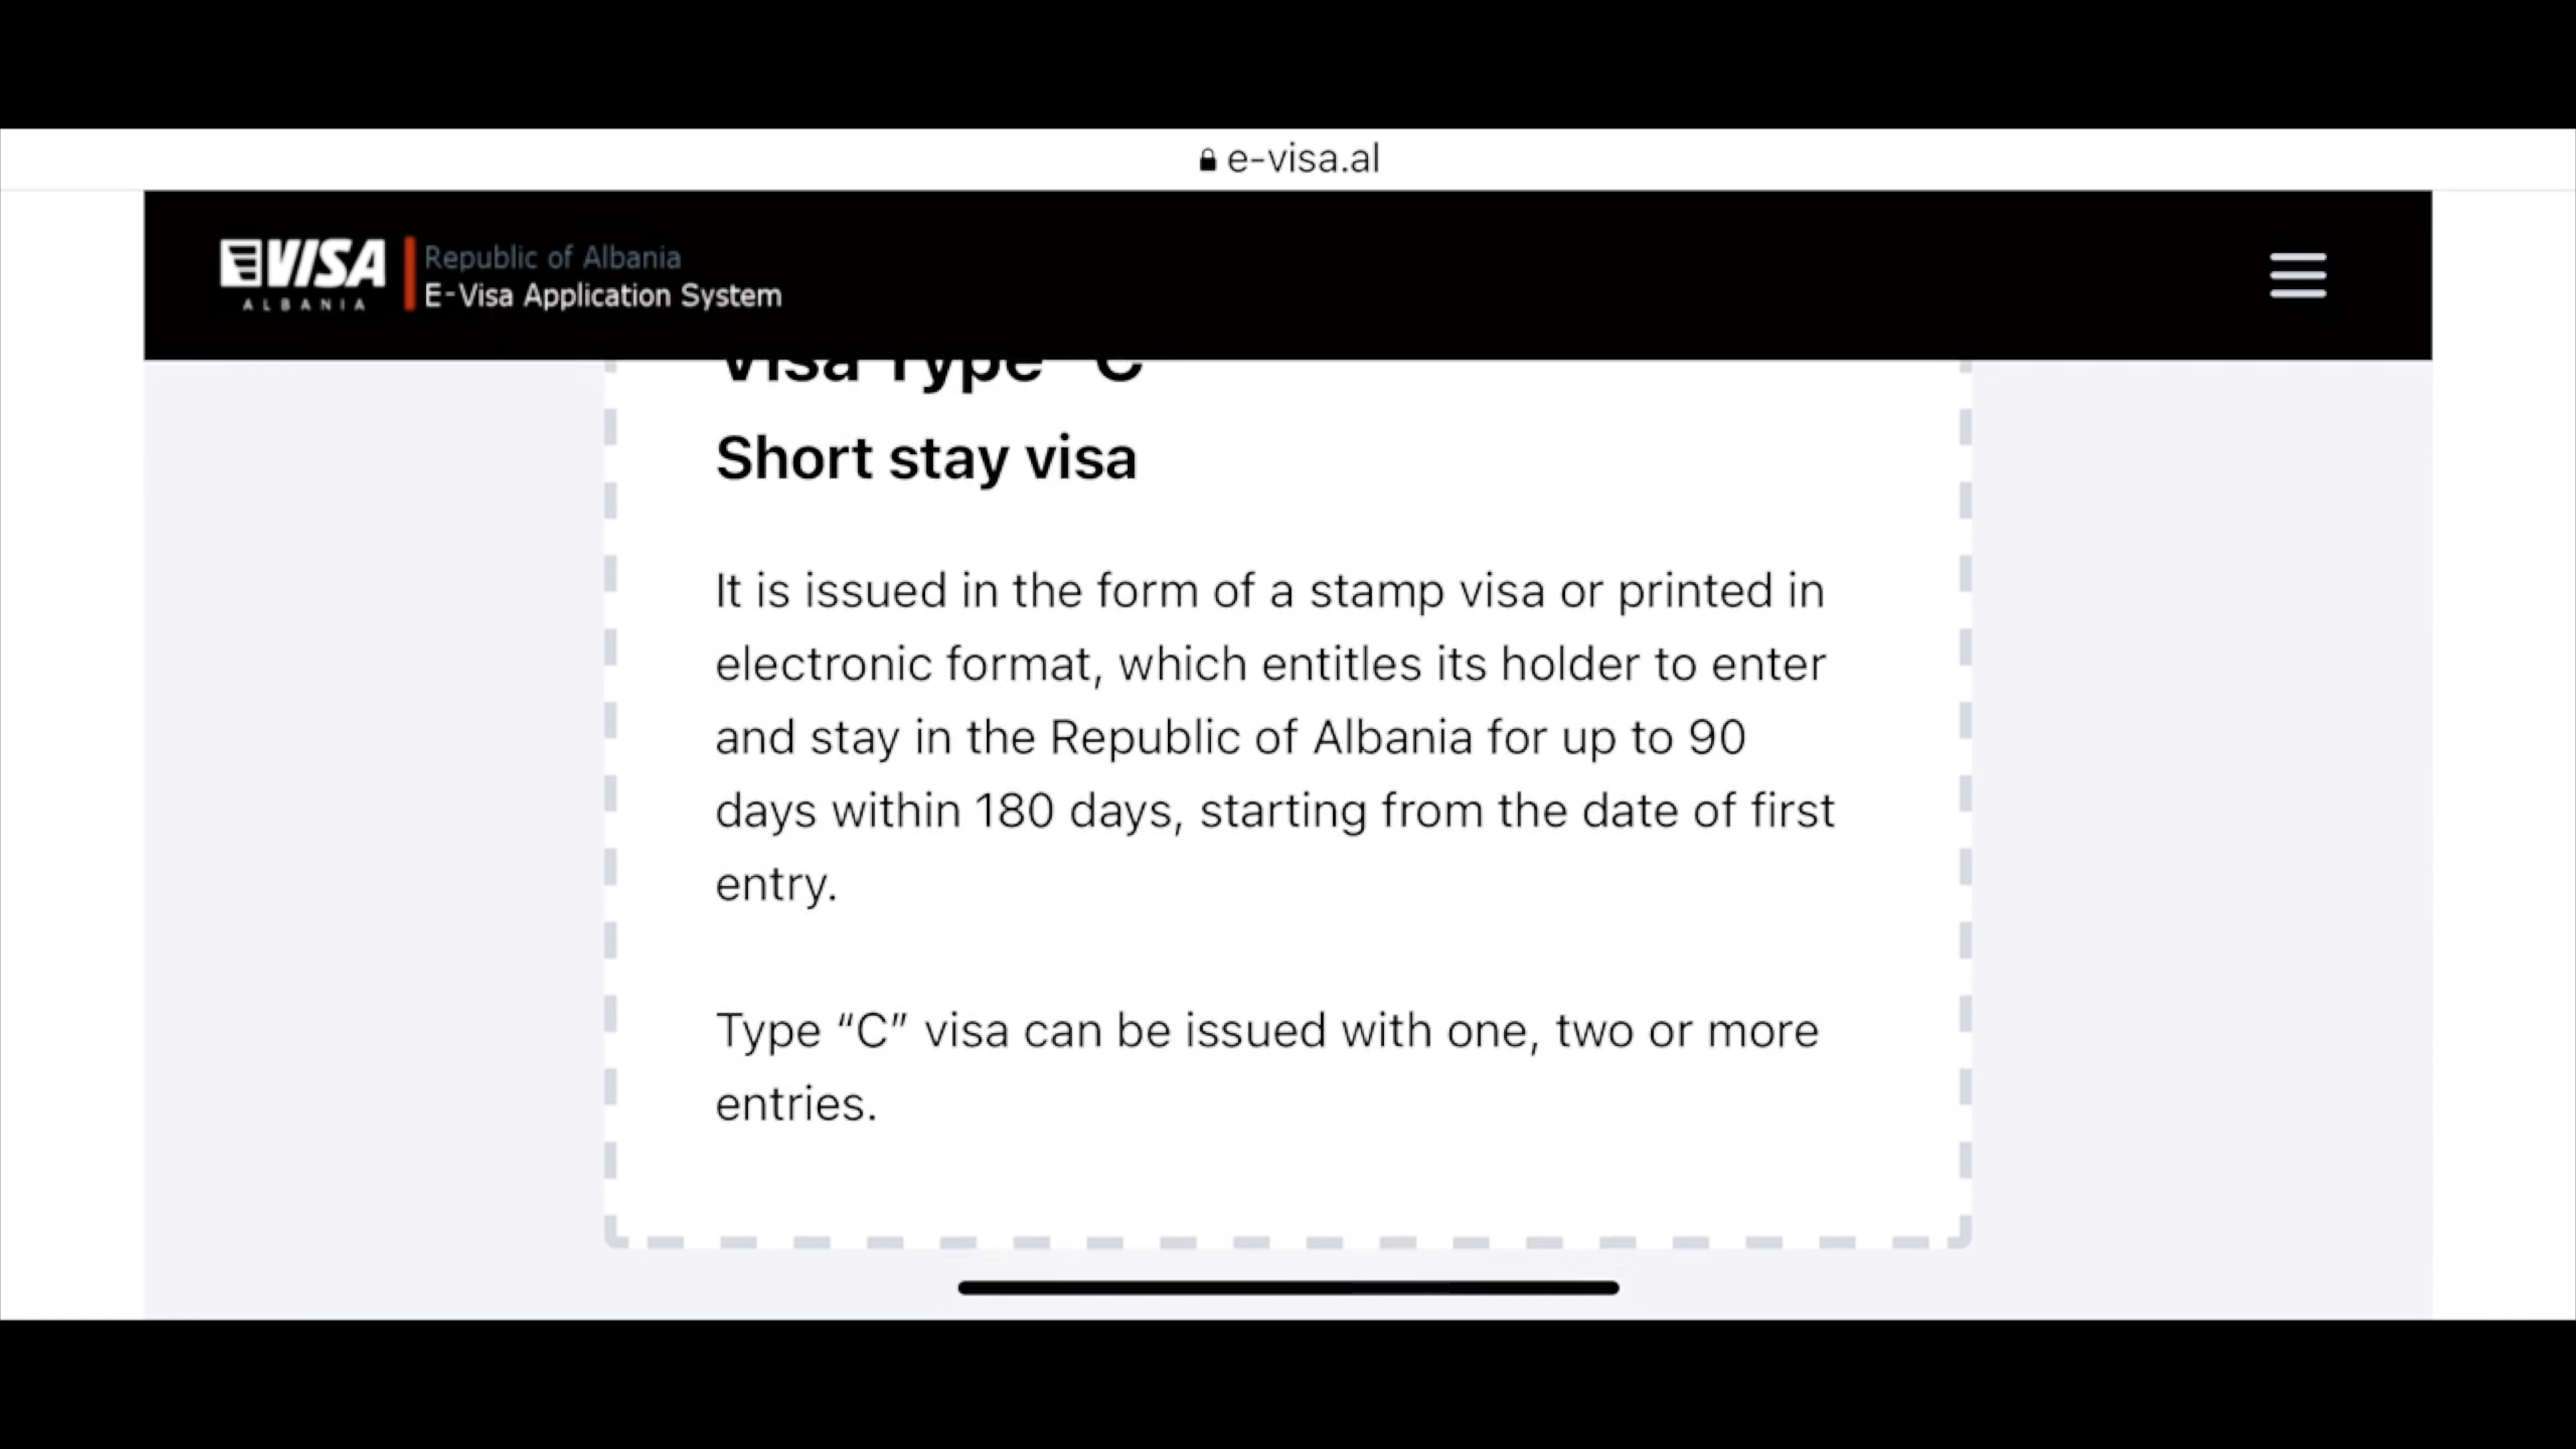 e-visa.al
EVISA
ALBANIA
Republic of Albania
E-Visa Application System
Visa Type "C
Short stay visa
It is issued in the form of a stamp visa or printed in
electronic format, which entitles its holder to enter
and stay in the Republic of Albania for up to 90
days within 180 days, starting from the date of first
entry.
Type “C” visa can be issued with one, two or more
entries.